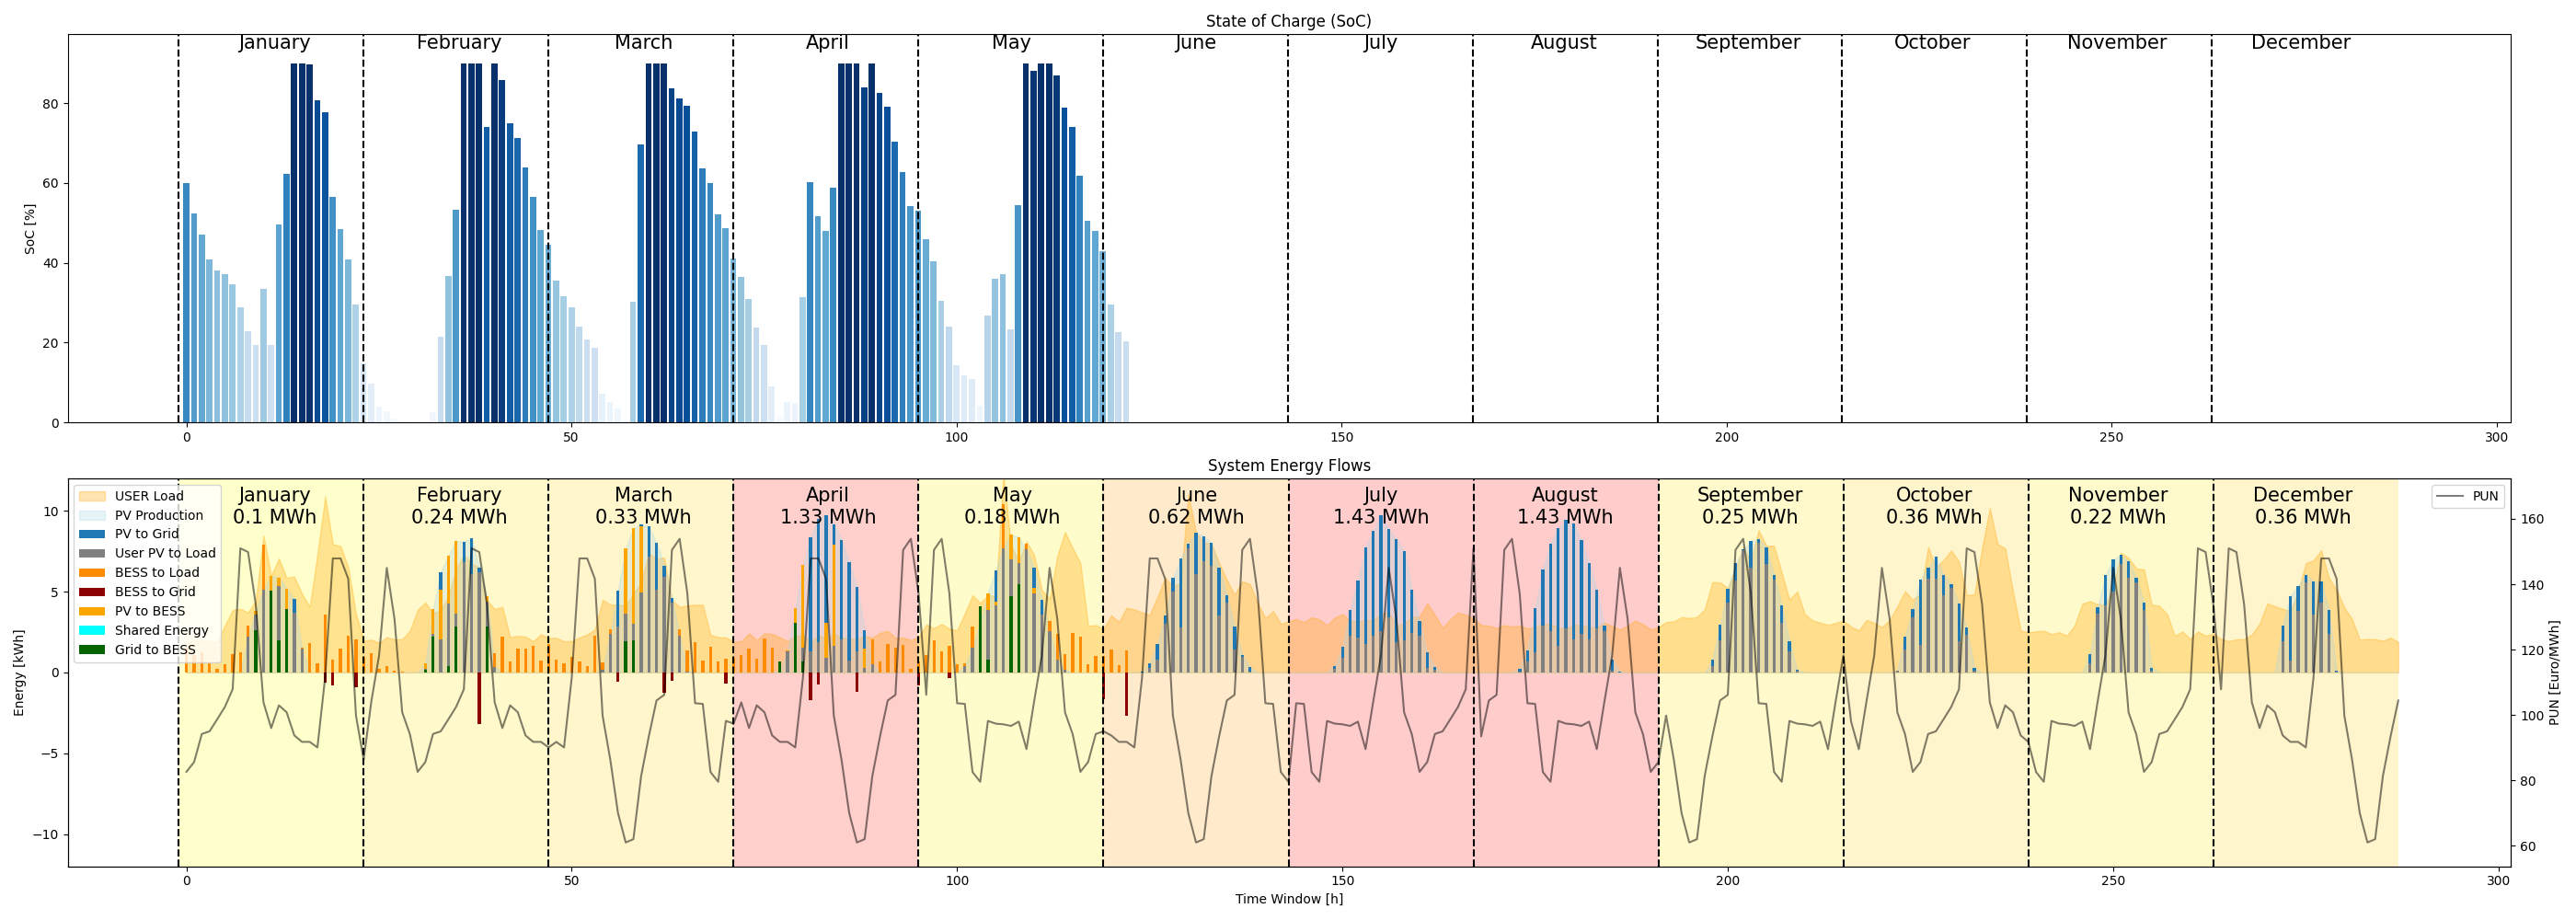 State of Charge (SoC)
January February March April May June July August September October November December
80
60
40
20
0
SoC [%]
0 50 100 150 200 250 300
System Energy Flows
January February March April May June July August September October November December
0.1 MWh 0.24 MWh 0.33 MWh 1.33 MWh 0.18 MWh 0.62 MWh 1.43 MWh 1.43 MWh 0.25 MWh 0.36 MWh 0.22 MWh 0.36 MWh
USER Load
PV Production
PV to Grid
User PV to Load
BESS to Load
BESS to Grid
PV to BESS
Shared Energy
Grid to BESS
PUN
10
5
0
−5
−10
Energy [kWh]
160
140
120
100
80
60
PUN [Euro/MWh]
0 50 100 150 200 250 300
Time Window [h]